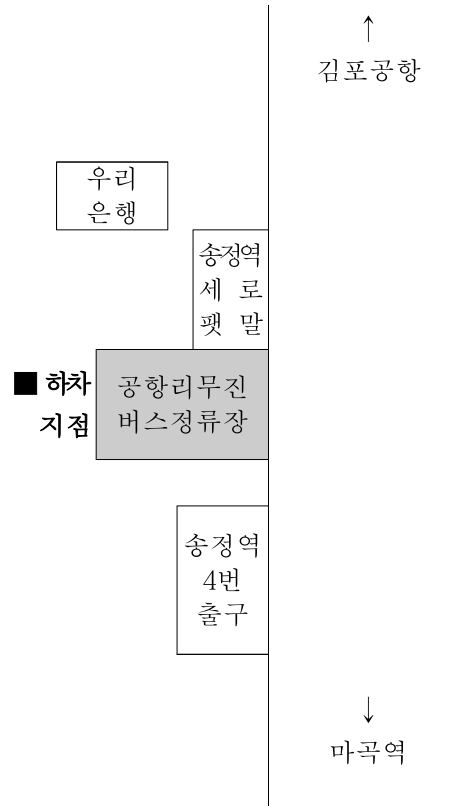 ↑
김포공항
우리
은행
송정역
세 로
팻 말
■ 하차
지점
공항리무진
버스정류장
송정역
4번
출구
↓
마곡역